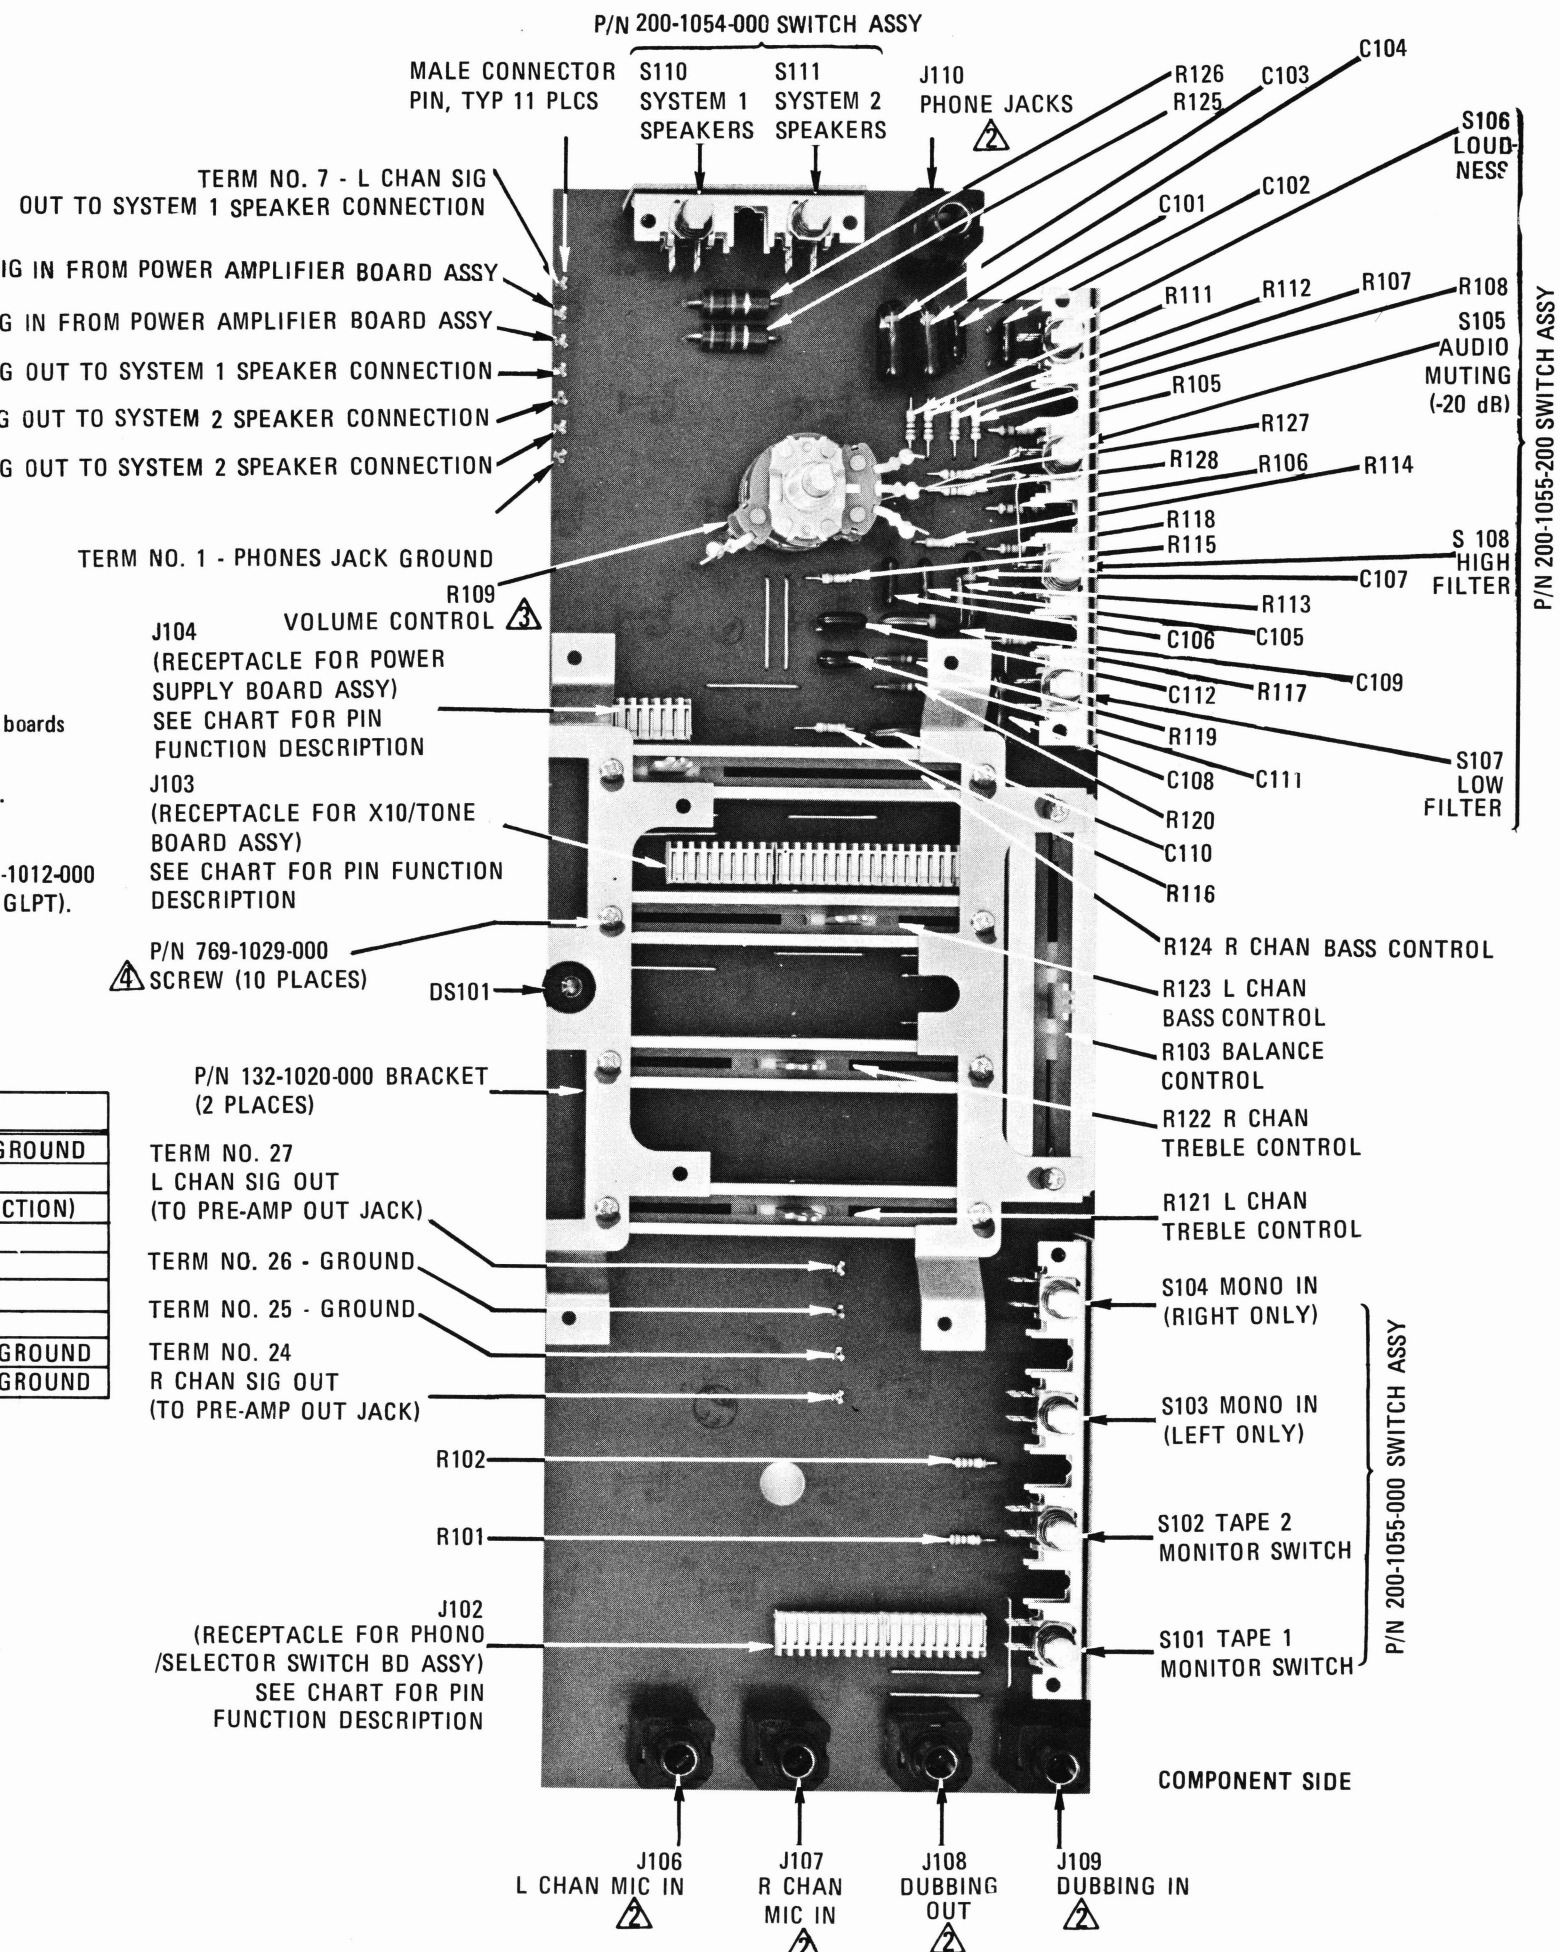 P/N 200-1054-000 SWITCH ASSY
MALE CONNECTOR
PIN, TYP 11 PLCS
S110
SYSTEM 1
SPEAKERS
S111
SYSTEM 2
SPEAKERS
J110
PHONE JACKS
2
R126
R125
C103
C104
S106
LOUD-
NESS
C102
C101
TERM NO. 7 - L CHAN SIG
OUT TO SYSTEM 1 SPEAKER CONNECTION
IG IN FROM POWER AMPLIFIER BOARD ASSY
G IN FROM POWER AMPLIFIER BOARD ASSY
G OUT TO SYSTEM 1 SPEAKER CONNECTION
G OUT TO SYSTEM 2 SPEAKER CONNECTION
G OUT TO SYSTEM 2 SPEAKER CONNECTION
TERM NO. 1 - PHONES JACK GROUND
R111
R112
R107
R108
S105
AUDIO
MUTING
(-20 dB)
R105
R127
R128
R106
R114
R118
R115
S 108
HIGH
FILTER
C107
R113
C105
C106
C109
R117
C112
R119
C111
C108
S107
LOW
FILTER
R120
C110
R116
P/N 200-1055-200 SWITCH ASSY
R109
VOLUME CONTROL 3
J104
(RECEPTACLE FOR POWER
SUPPLY BOARD ASSY)
SEE CHART FOR PIN
FUNCTION DESCRIPTION
boards
J103
(RECEPTACLE FOR X10/TONE
BOARD ASSY)
SEE CHART FOR PIN FUNCTION
DESCRIPTION
-1012-000
GLPT).
P/N 769-1029-000
4 SCREW (10 PLACES)
DS101
R124 R CHAN BASS CONTROL
R123 L CHAN
BASS CONTROL
R103 BALANCE
CONTROL
R122 R CHAN
TREBLE CONTROL
R121 L CHAN
TREBLE CONTROL
P/N 132-1020-000 BRACKET
(2 PLACES)
GROUND
CTION)
GROUND
GROUND
TERM NO. 27
L CHAN SIG OUT
(TO PRE-AMP OUT JACK)
TERM NO. 26 - GROUND
TERM NO. 25 - GROUND
TERM NO. 24
R CHAN SIG OUT
(TO PRE-AMP OUT JACK)
S104 MONO IN
(RIGHT ONLY)
S103 MONO IN
(LEFT ONLY)
S102 TAPE 2
MONITOR SWITCH
S101 TAPE 1
MONITOR SWITCH
P/N 200-1055-000 SWITCH ASSY
R102
R101
J102
(RECEPTACLE FOR PHONO
/SELECTOR SWITCH BD ASSY)
SEE CHART FOR PIN
FUNCTION DESCRIPTION
COMPONENT SIDE
J106
L CHAN MIC IN
2
J107
R CHAN
MIC IN
2
J108
DUBBING
OUT
2
J109
DUBBING IN
2